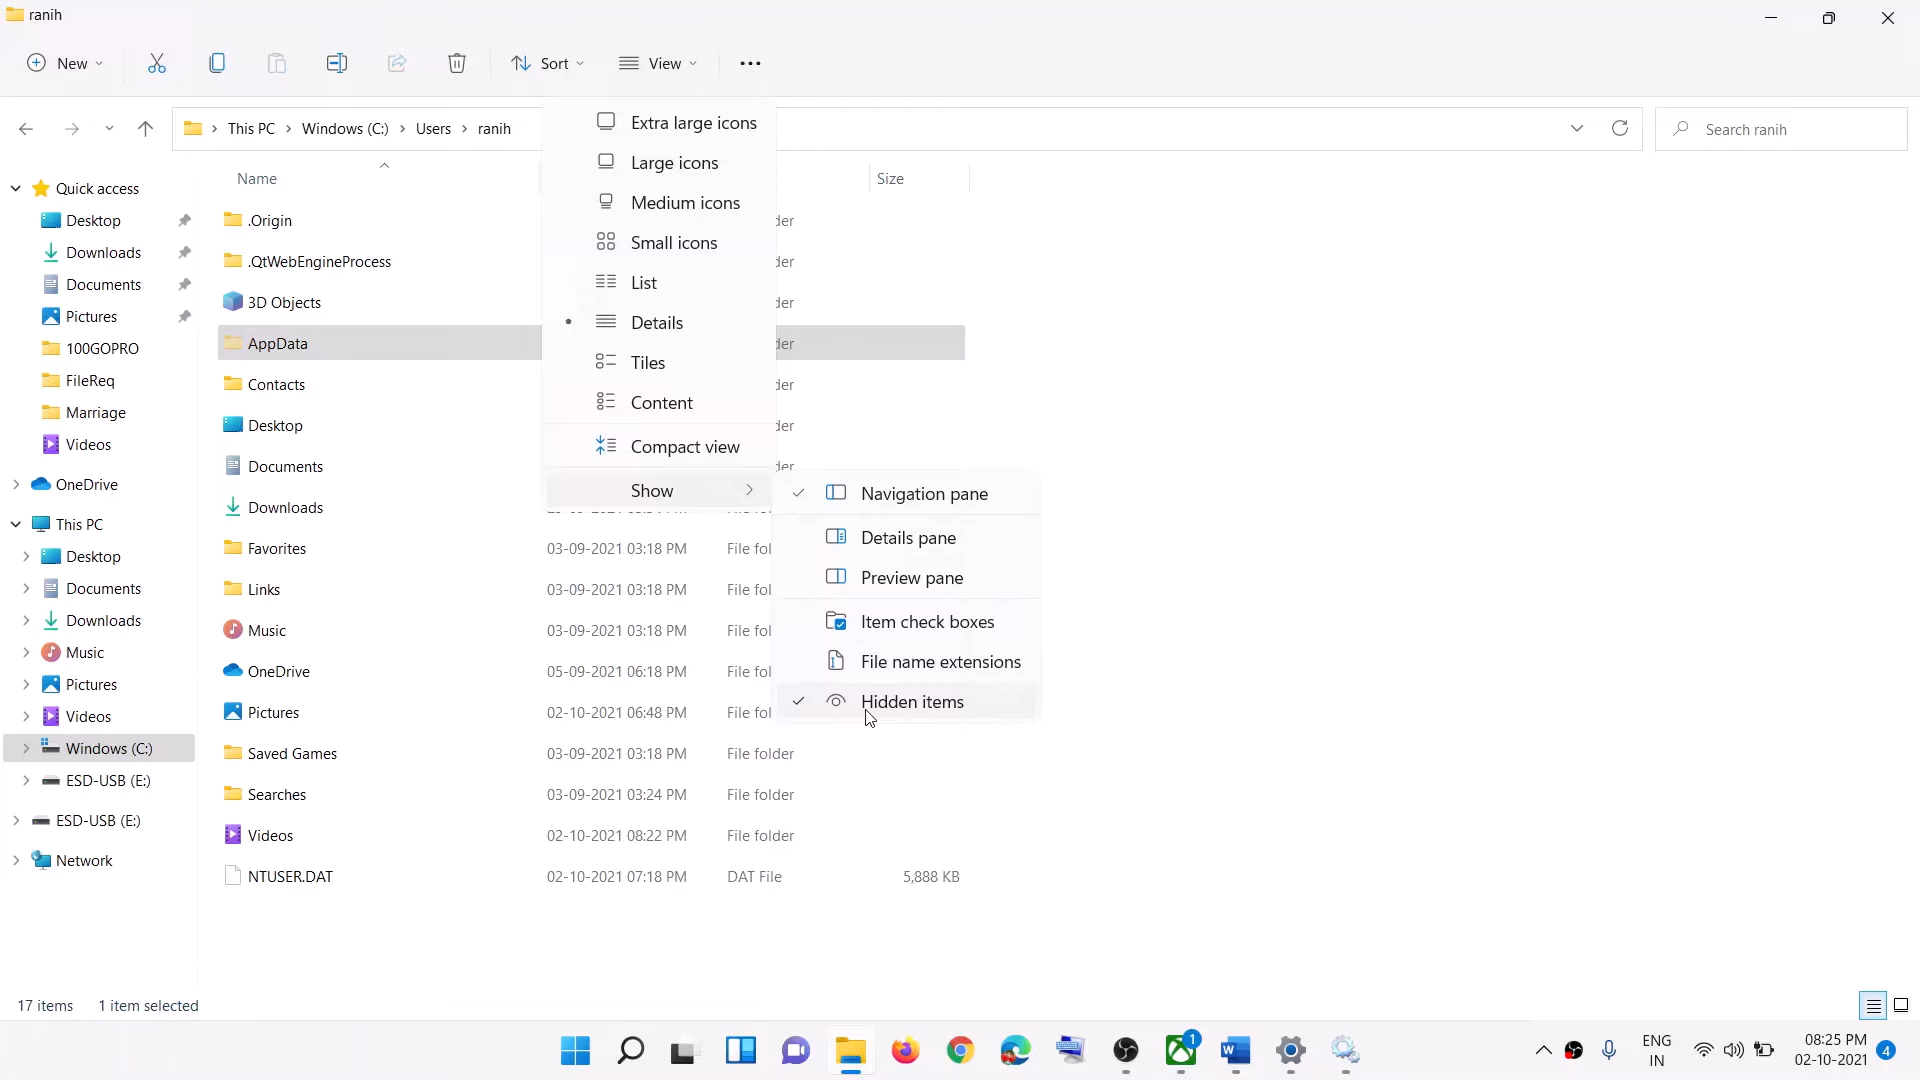 ranih
New
Sort
View
This PC > Windows (C:) > Users > ranih
Search ranih
Extra large icons
Large icons
Medium icons
Small icons
List
Details
Tiles
Content
Compact view
Show
Navigation pane
Details pane
Preview pane
Item check boxes
File name extensions
Hidden items
Quick access
Desktop
Downloads
Documents
Pictures
100GOPRO
FileReq
Marriage
Videos
OneDrive
This PC
Desktop
Documents
Downloads
Music
Pictures
Videos
Windows (C:)
ESD-USB (E:)
ESD-USB (E:)
Network
Name Size
.Origin
.QtWebEngineProcess
3D Objects
AppData
Contacts
Desktop
Documents
Downloads
Favorites 03-09-2021 03:18 PM File fol
Links 03-09-2021 03:18 PM File fol
Music 03-09-2021 03:18 PM File fol
OneDrive 05-09-2021 06:18 PM File fol
Pictures 02-10-2021 06:48 PM File fol
Saved Games 03-09-2021 03:18 PM File folder
Searches 03-09-2021 03:24 PM File folder
Videos 02-10-2021 08:22 PM File folder
NTUSER.DAT 02-10-2021 07:18 PM DAT File 5,888 KB
17 items 1 item selected
1
ENG
IN
08:25 PM
02-10-2021
4